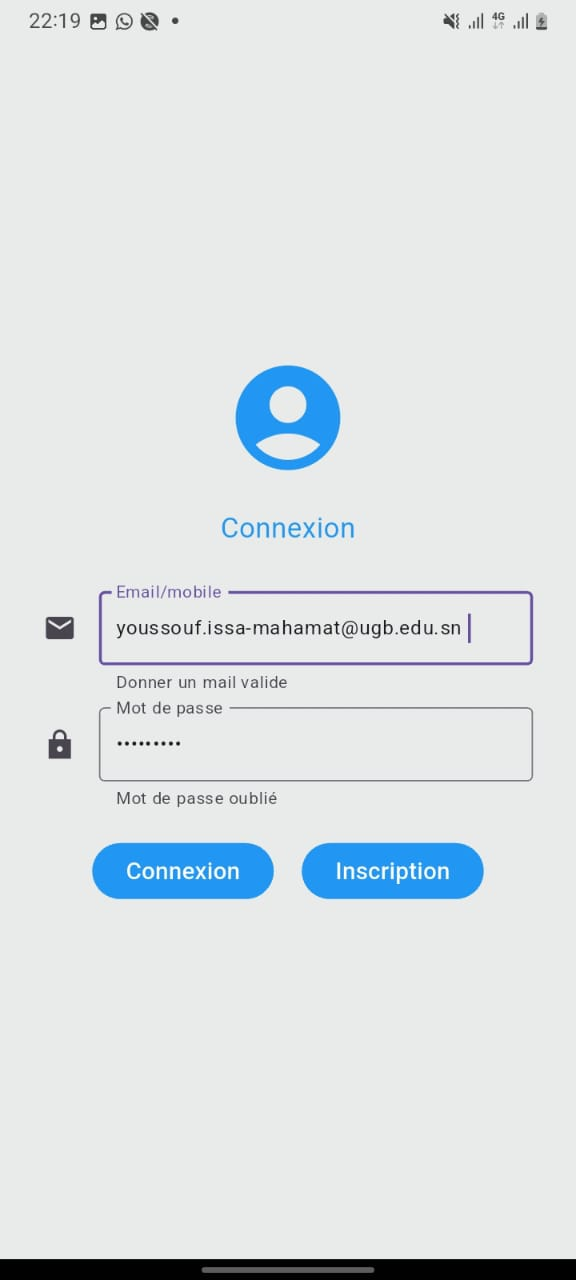 22:19
4G
Connexion
Email/mobile
youssouf.issa-mahamat@ugb.edu.sn
Donner un mail valide
Mot de passe
•••••••••
Mot de passe oublié
Connexion Inscription